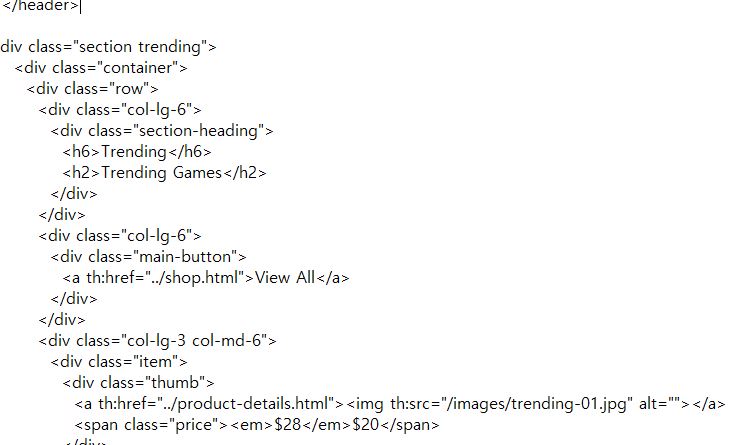 </header>
div class="section trending">
<div class="container">
<div class="row">
<div class="col-lg-6">
<div class="section-heading">
<h6>Trending</h6>
<h2>Trending Games</h2>
</div>
</div>
<div class="col-lg-6">
<div class="main-button">
<a th:href="../shop.html">View All</a>
</div>
</div>
<div class="col-lg-3 col-md-6">
<div class="item">
<div class="thumb">
<a th:href="../product-details.html"><img th:src="/images/trending-01.jpg" alt=""></a>
<span class="price"><em>$28</em>$20</span>
</div>